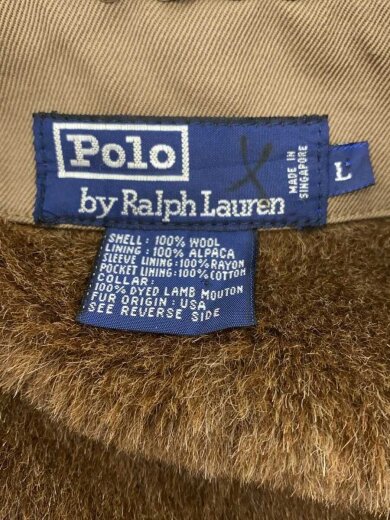 Polo
by Ralph Lauren
MADE IN
SINGAPORE
L
SHELL: 100% WOOL
LINING: 100% ALPACA
SLEEVE LINING:100%RAYON
POCKET LINING:100%COTTON
COLLAR:
100% DYED LAMB MOUTON
FUR ORIGIN: USA
SEE REVERSE SIDE